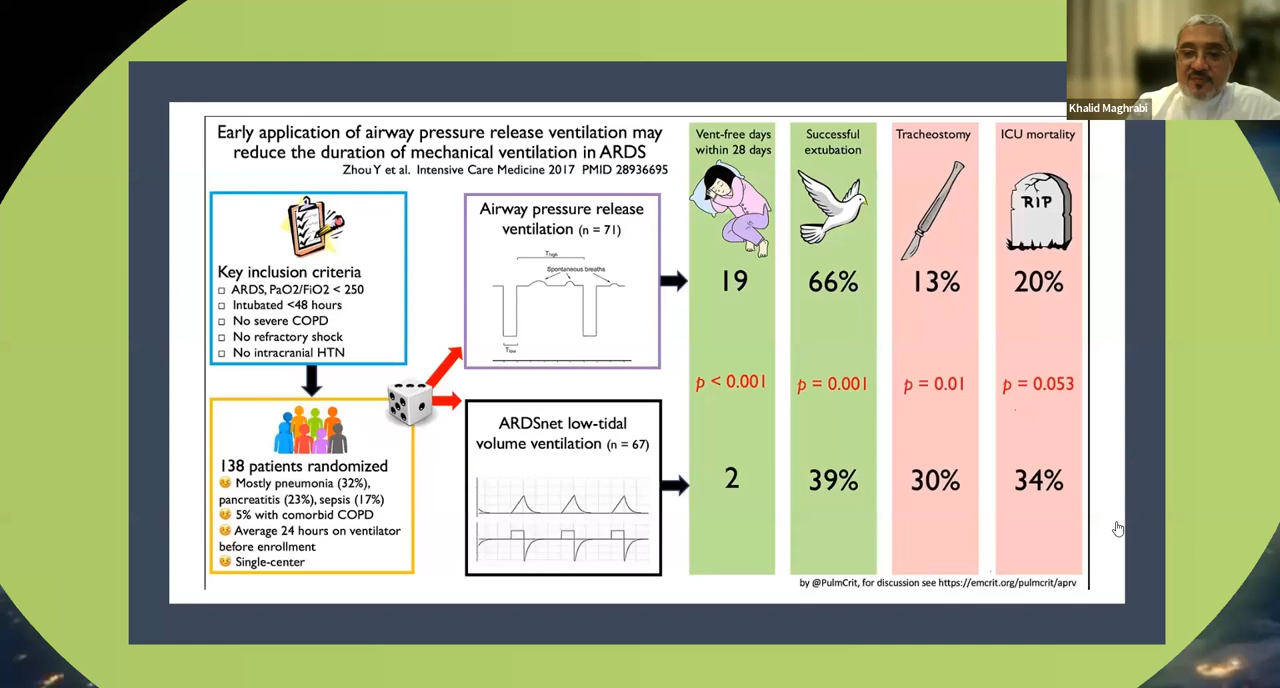 Khalid Maghrabi
Early application of airway pressure release ventilation may
reduce the duration of mechanical ventilation in ARDS
Zhou Y et al. Intensive Care Medicine 2017 PMID 28936695
Key inclusion criteria
ARDS, PaO2/FiO2 < 250
Intubated <48 hours
No severe COPD
No refractory shock
No intracranial HTN
138 patients randomized
Mostly pneumonia (32%),
pancreatitis (23%), sepsis (17%)
5% with comorbid COPD
Average 24 hours on ventilator
before enrollment
Single-center
Airway pressure release
ventilation (n = 71)
Thigh
Spontaneous breaths
Tlow
ARDSnet low-tidal
volume ventilation (n = 67)
Vent-free days
within 28 days
19
p < 0.001
2
Successful
extubation
66%
p = 0.001
39%
Tracheostomy
13%
p = 0.01
30%
ICU mortality
RIP
20%
p = 0.053
34%
by @PulmCrit, for discussion see https://emcrit.org/pulmcrit/aprv